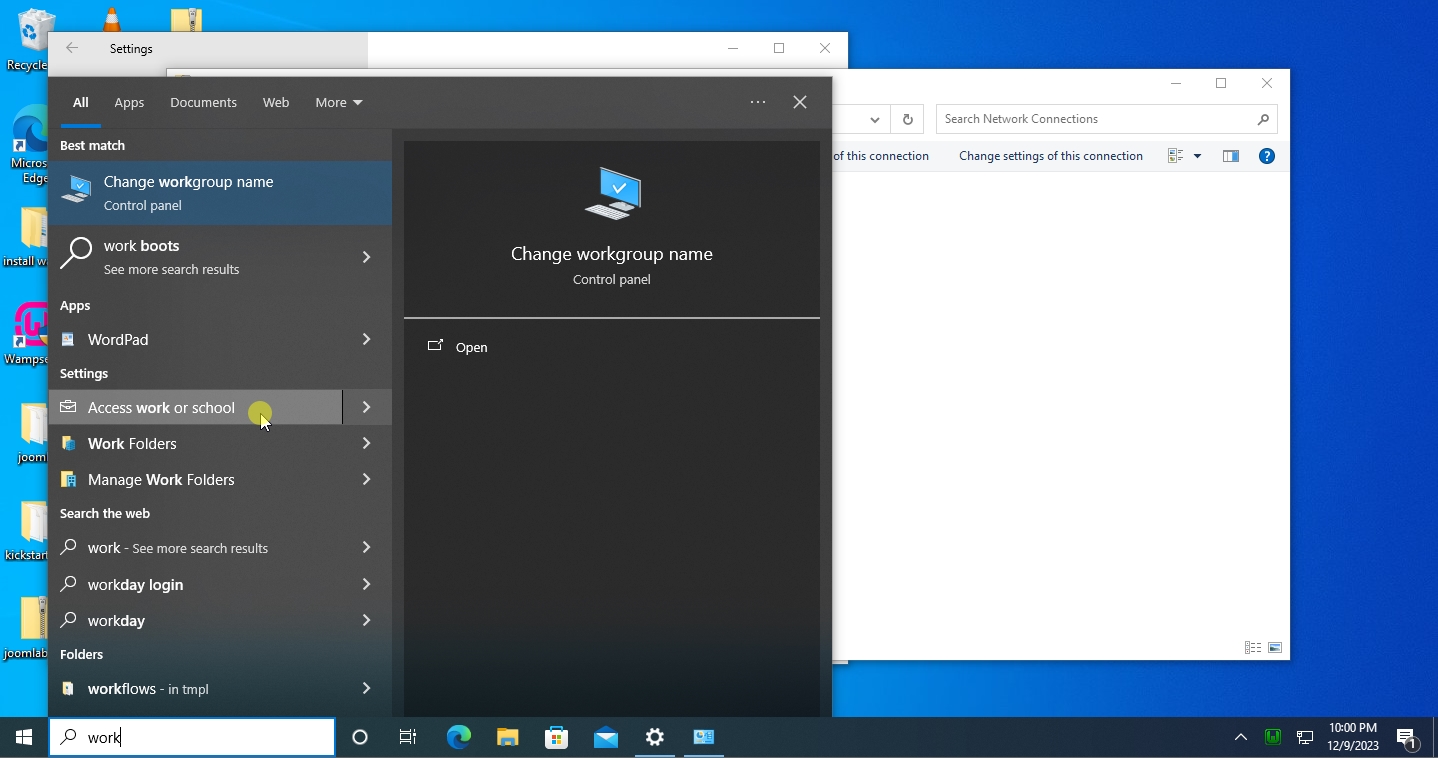 Settings
All
Apps
Documents
Web
More
Best match
Change workgroup name
Control panel
work boots
See more search results
Apps
WordPad
Settings
Access work or school
Work Folders
Manage Work Folders
Search the web
work - See more search results
workday login
workday
Folders
workflows - in tmpl
work
Change workgroup name
Control panel
Open
Search Network Connections
of this connection
Change settings of this connection
Recycle
Micros
Edge
install w
Wampse
jooml
kickstart
joomlab
10:00 PM
12/9/2023
1